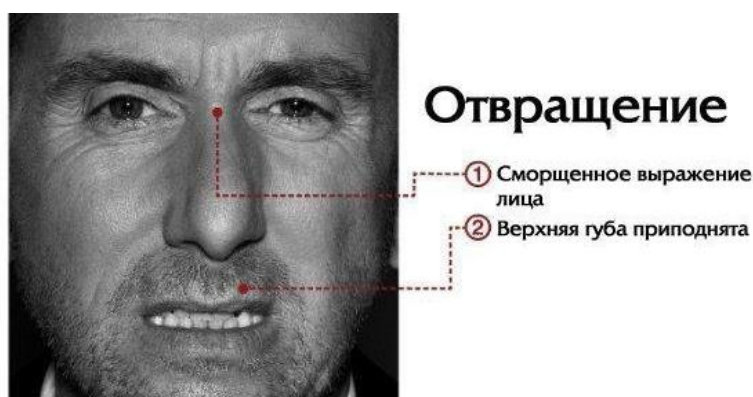 Отвращение
1 Сморщенное выражение
лица
2 Верхняя губа приподнята